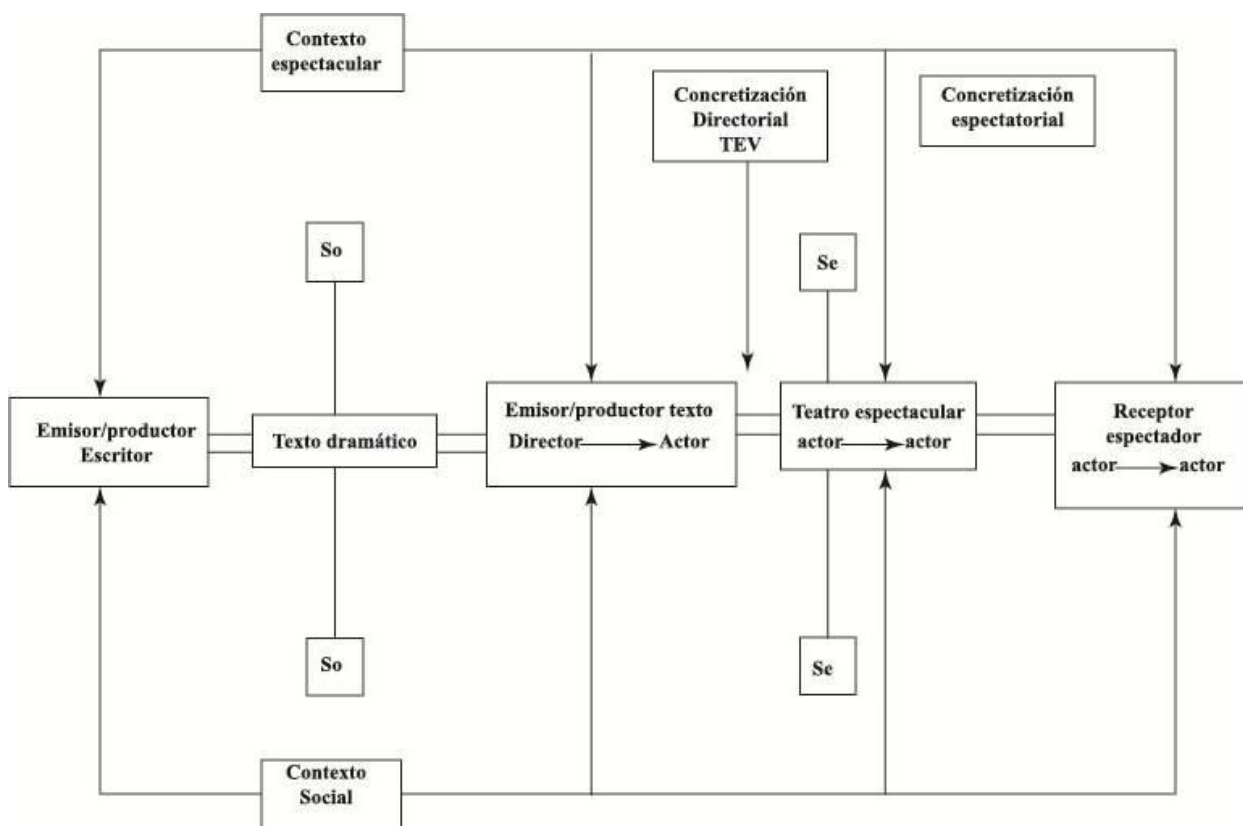 Contexto
espectacular
Concretización
Directorial
TEV
Concretización
espectatorial
So
Se
Emisor/productor
Escritor
Texto dramático
Emisor/productor texto
Director Actor
Teatro espectacular
actor actor
Receptor
espectador
actor actor
So
Se
Contexto
Social